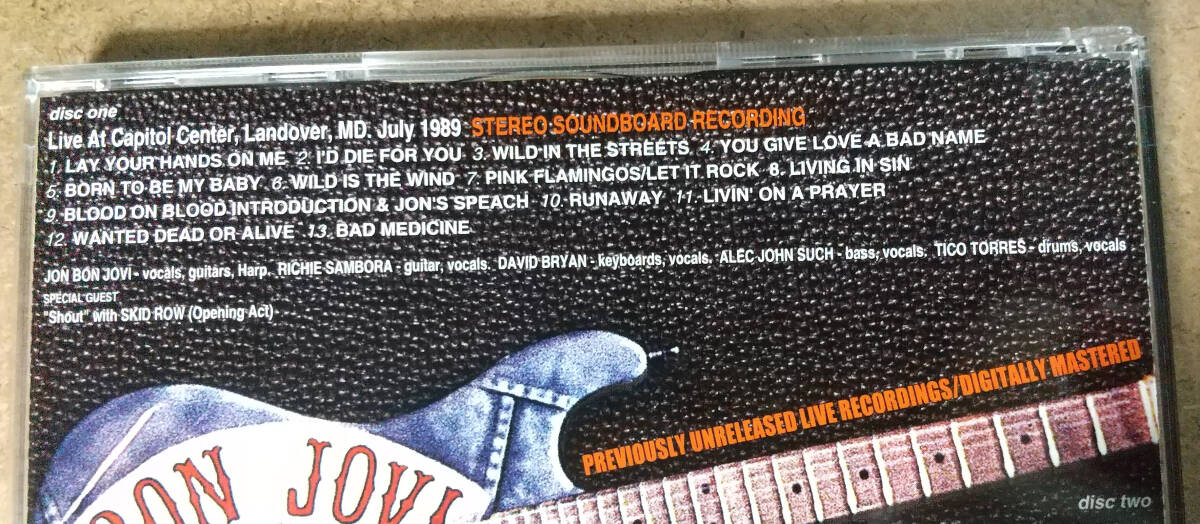 disc one
Live At Capitol Center, Landover, MD. July 1989 STEREO SOUNDBOARD RECORDING
1. LAY YOUR HANDS ON ME 2. I'D DIE FOR YOU 3. WILD IN THE STREETS 4. YOU GIVE LOVE A BAD NAME
5. BORN TO BE MY BABY 6. WILD IS THE WIND 7. PINK FLAMINGOS/LET IT ROCK 8. LIVING IN SIN
9. BLOOD ON BLOOD INTRODUCTION & JON'S SPEACH 10. RUNAWAY 11. LIVIN' ON A PRAYER
12. WANTED DEAD OR ALIVE 13. BAD MEDICINE
JON BON JOVI - vocals, guitars, Harp. RICHIE SAMBORA - guitar, vocals. DAVID BRYAN - keyboards, vocals. ALEC JOHN SUCH - bass, vocals. TICO TORRES - drums, vocals
SPECIAL GUEST
"Shout" with SKID ROW (Opening Act)
PREVIOUSLY UNRELEASED LIVE RECORDINGS/DIGITALLY MASTERED
BON JOVI
disc two